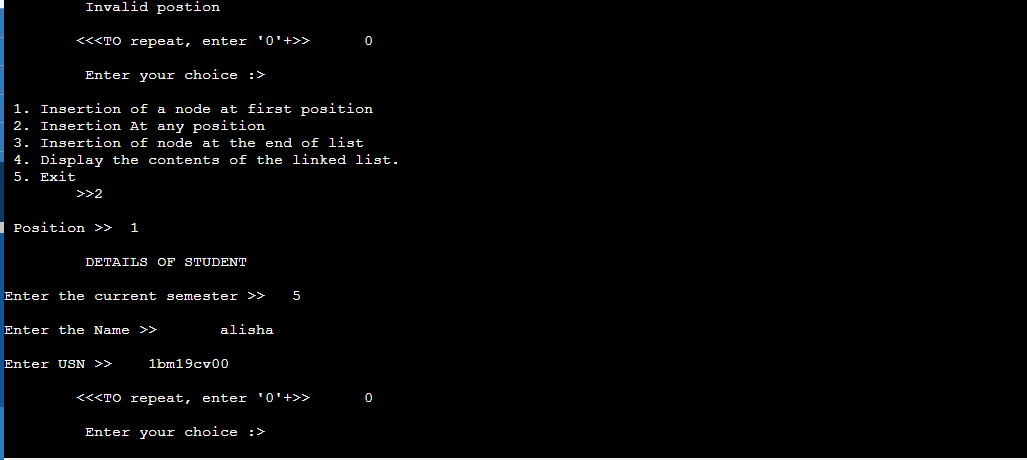 Invalid postion
<<<TO repeat, enter '0'+>> 0
Enter your choice :>
1. Insertion of a node at first position
2. Insertion At any position
3. Insertion of node at the end of list
4. Display the contents of the linked list.
5. Exit
>>2
Position >> 1
DETAILS OF STUDENT
Enter the current semester >> 5
Enter the Name >> alisha
Enter USN >> 1bm19cv00
<<<TO repeat, enter '0'+>> 0
Enter your choice :>